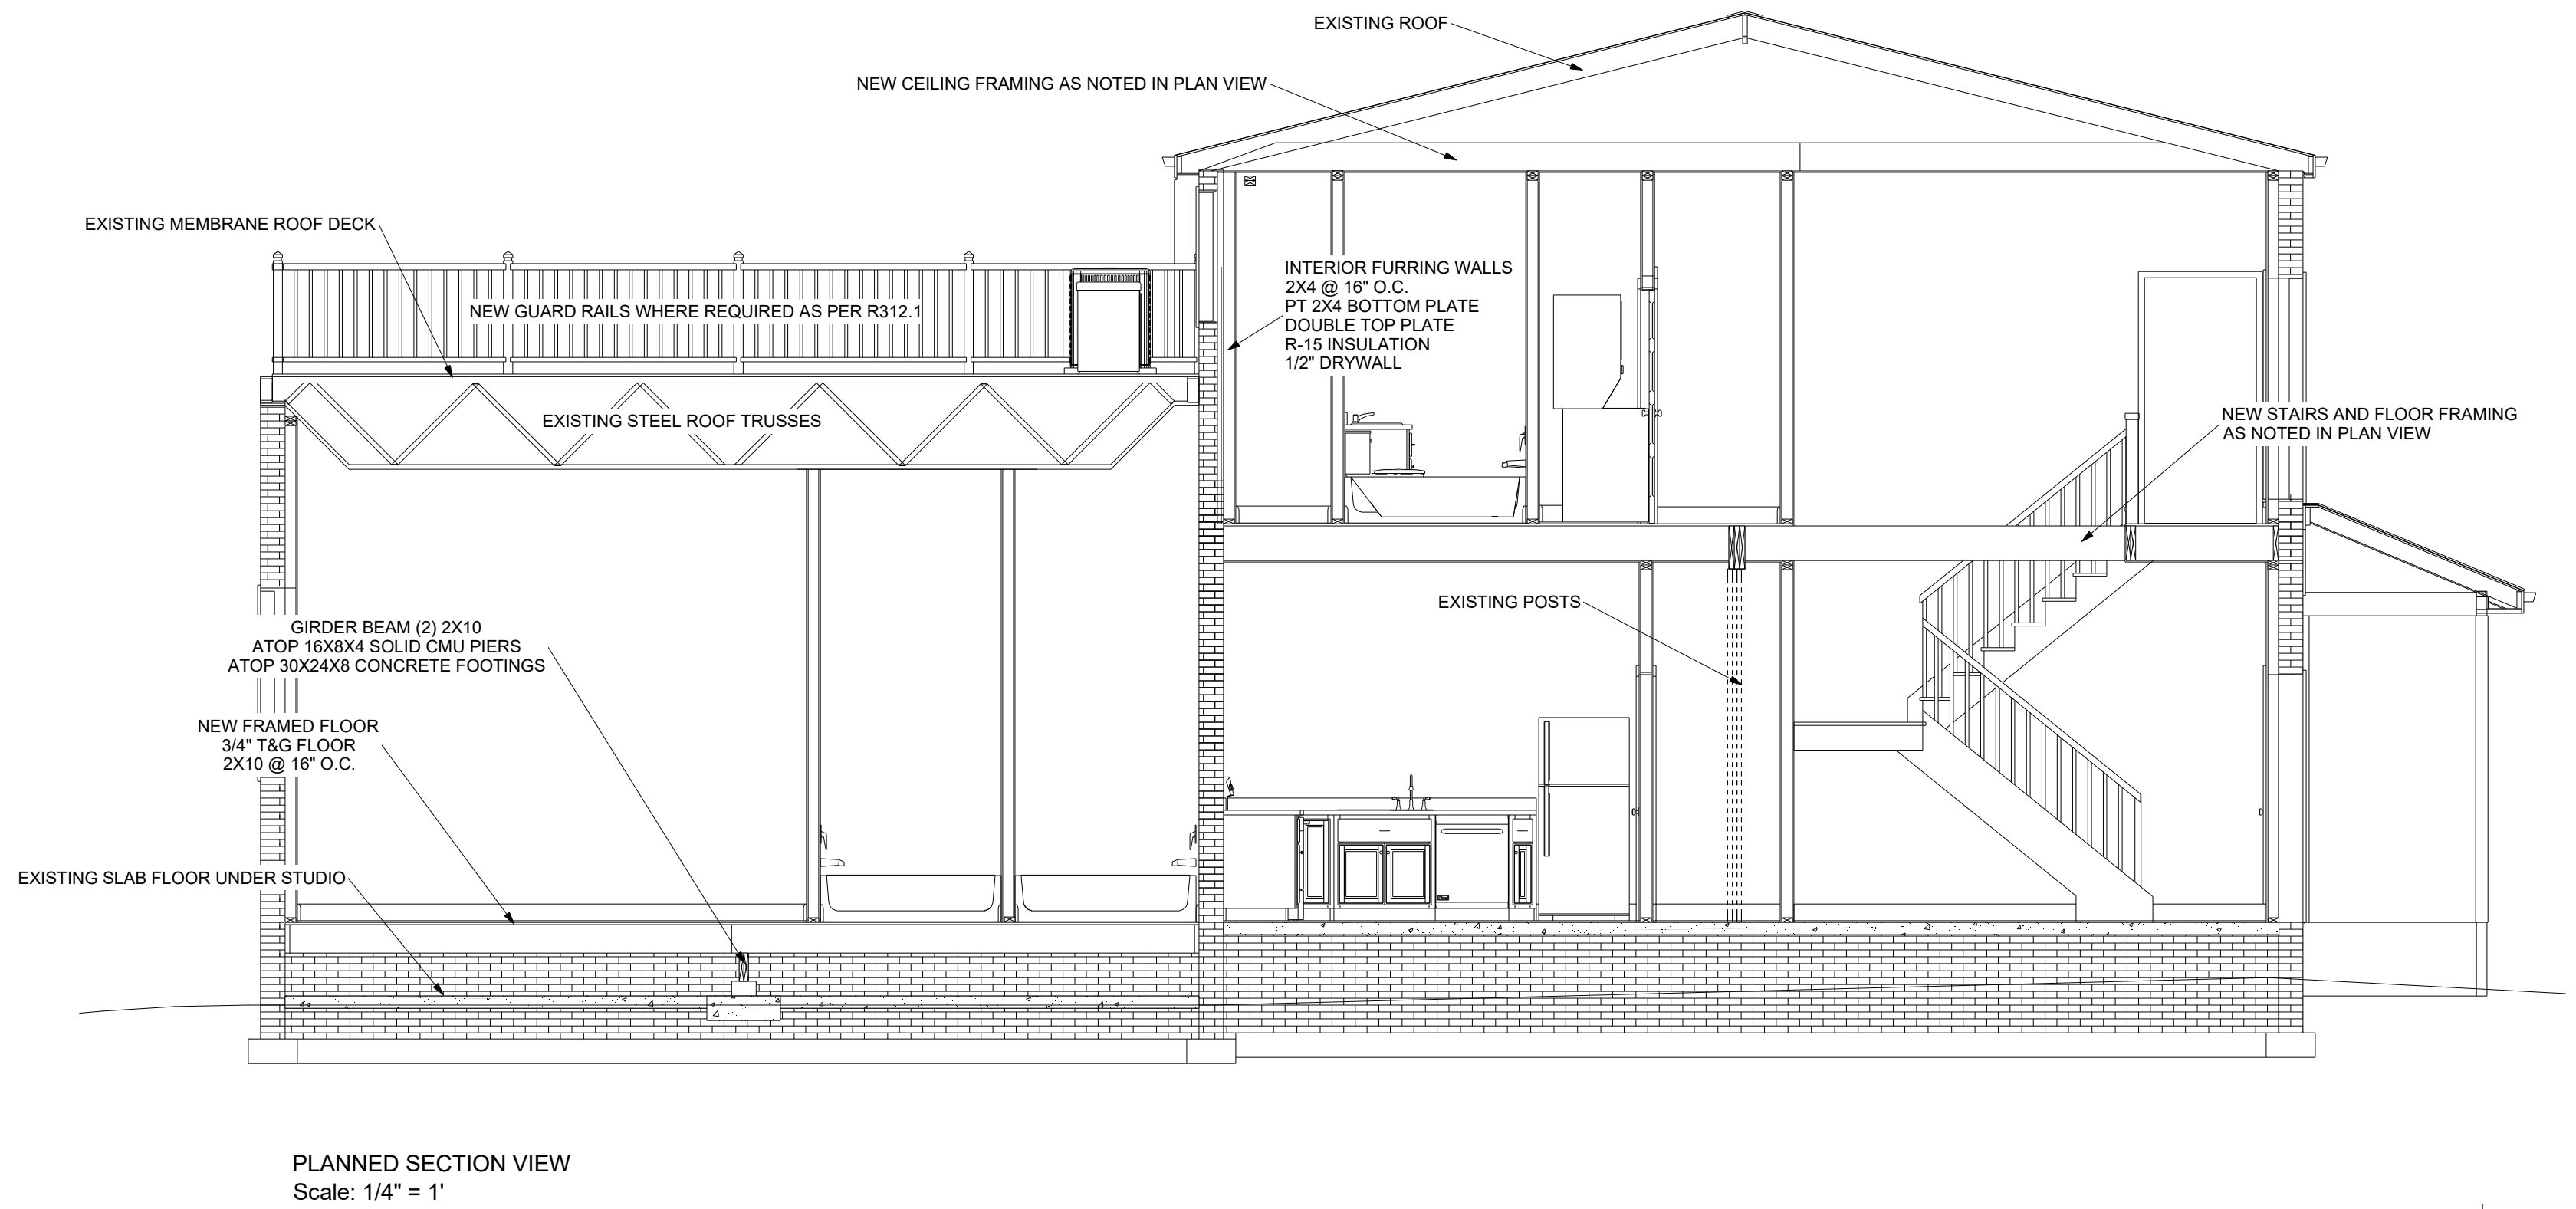 EXISTING ROOF
NEW CEILING FRAMING AS NOTED IN PLAN VIEW
EXISTING MEMBRANE ROOF DECK
NEW GUARD RAILS WHERE REQUIRED AS PER R312.1
INTERIOR FURRING WALLS
2X4 @ 16" O.C.
PT 2X4 BOTTOM PLATE
DOUBLE TOP PLATE
R-15 INSULATION
1/2" DRYWALL
EXISTING STEEL ROOF TRUSSES
NEW STAIRS AND FLOOR FRAMING
AS NOTED IN PLAN VIEW
EXISTING POSTS
GIRDER BEAM (2) 2X10
ATOP 16X8X4 SOLID CMU PIERS
ATOP 30X24X8 CONCRETE FOOTINGS
NEW FRAMED FLOOR
3/4" T&G FLOOR
2X10 @ 16" O.C.
EXISTING SLAB FLOOR UNDER STUDIO
PLANNED SECTION VIEW
Scale: 1/4" = 1'